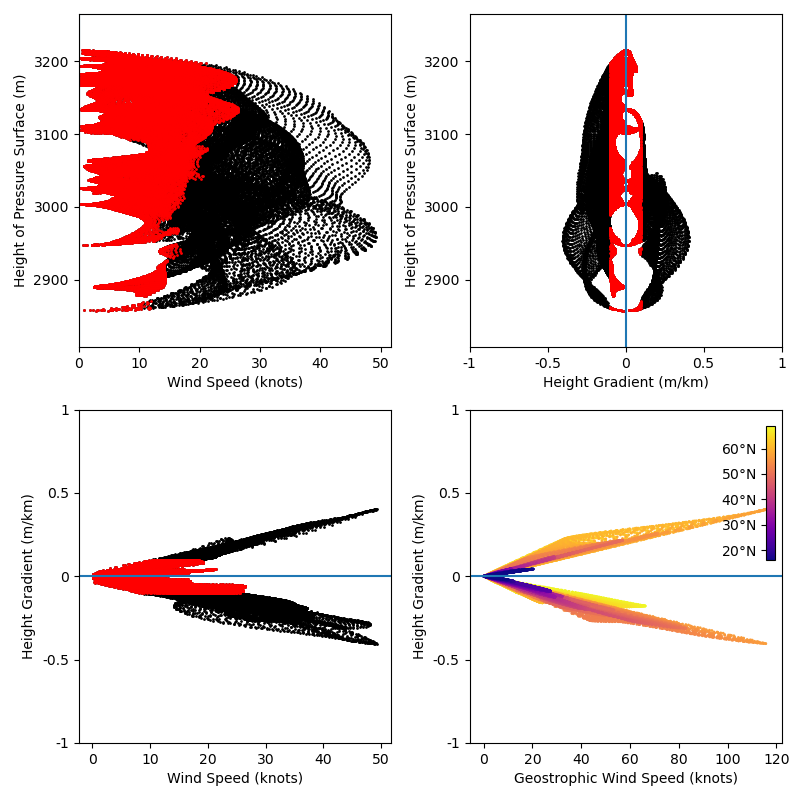 3200
3100
3000
2900
Height of Pressure Surface (m)
0 10 20 30 40 50
Wind Speed (knots)
3200
3100
3000
2900
Height of Pressure Surface (m)
-1 -0.5 0 0.5 1
Height Gradient (m/km)
1
0.5
0
-0.5
-1
Height Gradient (m/km)
0 10 20 30 40 50
Wind Speed (knots)
1
0.5
0
-0.5
-1
Height Gradient (m/km)
60°N
50°N
40°N
30°N
20°N
0 20 40 60 80 100 120
Geostrophic Wind Speed (knots)